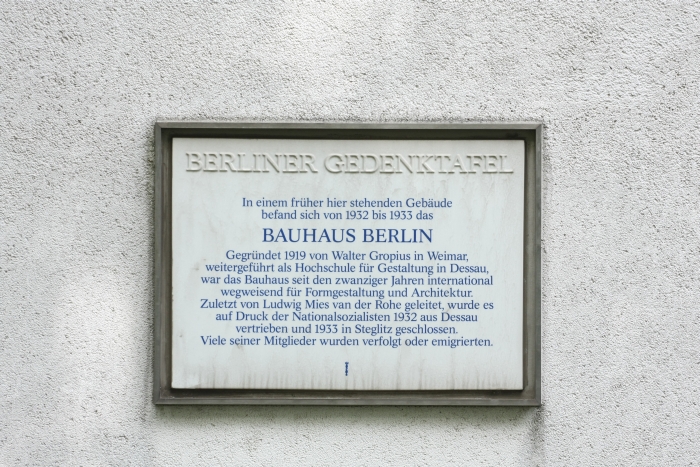 BERLINER GEDENKTAFEL
In einem früher hier stehenden Gebäude
befand sich von 1932 bis 1933 das
BAUHAUS BERLIN
Gegründet 1919 von Walter Gropius in Weimar,
weitergeführt als Hochschule für Gestaltung in Dessau,
war das Bauhaus seit den zwanziger Jahren international
wegweisend für Formgestaltung und Architektur.
Zuletzt von Ludwig Mies van der Rohe geleitet, wurde es
auf Druck der Nationalsozialisten 1932 aus Dessau
vertrieben und 1933 in Steglitz geschlossen.
Viele seiner Mitglieder wurden verfolgt oder emigrierten.